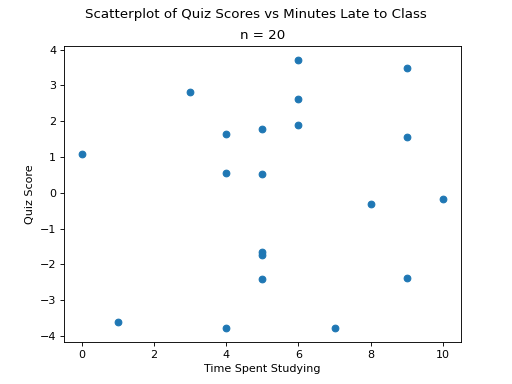 Scatterplot of Quiz Scores vs Minutes Late to Class
n = 20
4
3
2
1
0
−1
−2
−3
−4
Quiz Score
0 2 4 6 8 10
Time Spent Studying